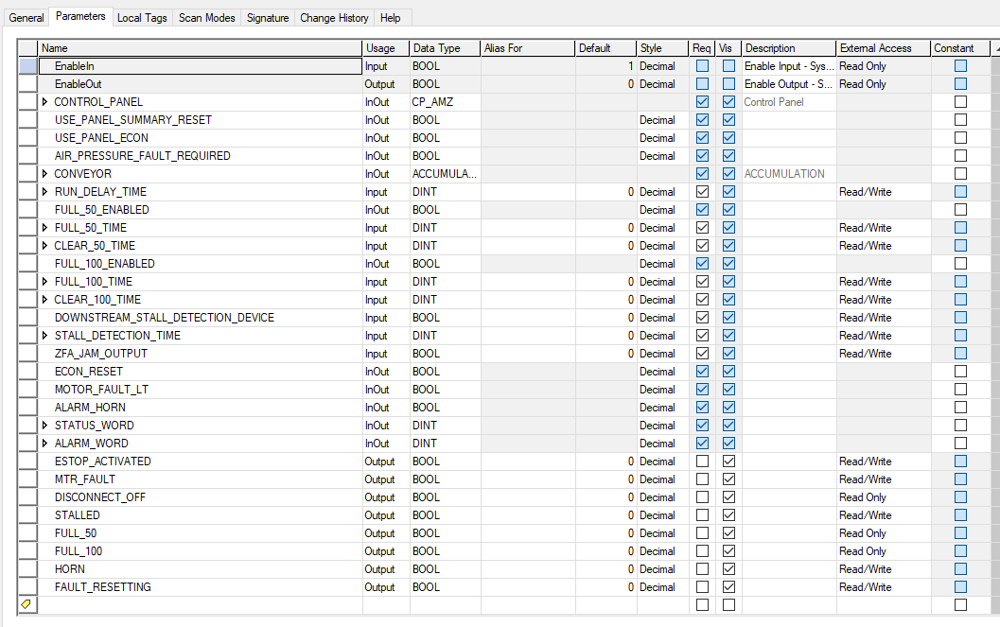 General Parameters Local Tags Scan Modes Signature Change History Help
Name Usage Data Type Alias For Default Style Req Vis Description External Access Constant
EnableIn Input BOOL 1 Decimal Enable Input - Sys... Read Only
EnableOut Output BOOL 0 Decimal Enable Output - S... Read Only
CONTROL_PANEL InOut CP_AMZ Control Panel
USE_PANEL_SUMMARY_RESET InOut BOOL Decimal
USE_PANEL_ECON InOut BOOL Decimal
AIR_PRESSURE_FAULT_REQUIRED InOut BOOL Decimal
CONVEYOR InOut ACCUMULA... ACCUMULATION
RUN_DELAY_TIME Input DINT 0 Decimal Read/Write
FULL_50_ENABLED InOut BOOL Decimal
FULL_50_TIME Input DINT 0 Decimal Read/Write
CLEAR_50_TIME Input DINT 0 Decimal Read/Write
FULL_100_ENABLED InOut BOOL Decimal
FULL_100_TIME Input DINT 0 Decimal Read/Write
CLEAR_100_TIME Input DINT 0 Decimal Read/Write
DOWNSTREAM_STALL_DETECTION_DEVICE Input BOOL 0 Decimal Read/Write
STALL_DETECTION_TIME Input DINT 0 Decimal Read/Write
ZFA_JAM_OUTPUT Input BOOL 0 Decimal Read/Write
ECON_RESET InOut BOOL Decimal
MOTOR_FAULT_LT InOut BOOL Decimal
ALARM_HORN InOut BOOL Decimal
STATUS_WORD InOut DINT Decimal
ALARM_WORD InOut DINT Decimal
ESTOP_ACTIVATED Output BOOL 0 Decimal Read/Write
MTR_FAULT Output BOOL 0 Decimal Read/Write
DISCONNECT_OFF Output BOOL 0 Decimal Read Only
STALLED Output BOOL 0 Decimal Read/Write
FULL_50 Output BOOL 0 Decimal Read Only
FULL_100 Output BOOL 0 Decimal Read Only
HORN Output BOOL 0 Decimal Read/Write
FAULT_RESETTING Output BOOL 0 Decimal Read/Write